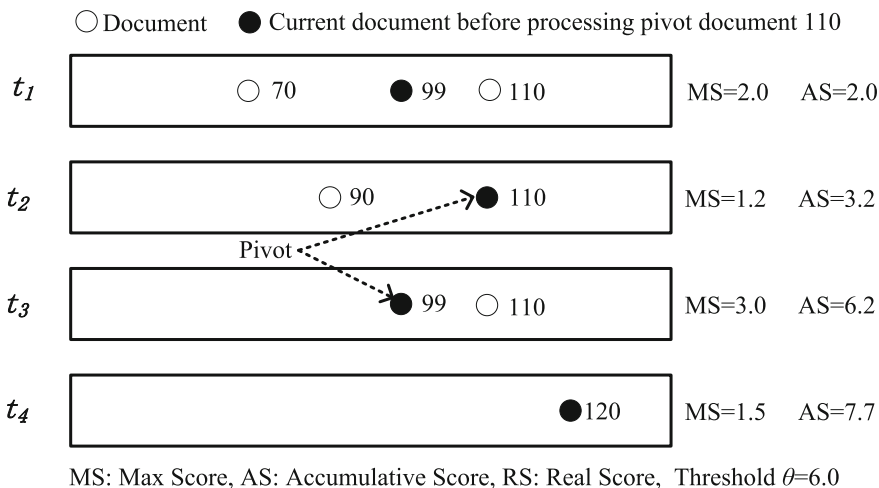 Document Current document before processing pivot document 110
t1 70 99 110 MS=2.0 AS=2.0
t2 90 110 MS=1.2 AS=3.2
Pivot
t3 99 110 MS=3.0 AS=6.2
t4 120 MS=1.5 AS=7.7
MS: Max Score, AS: Accumulative Score, RS: Real Score, Threshold θ=6.0